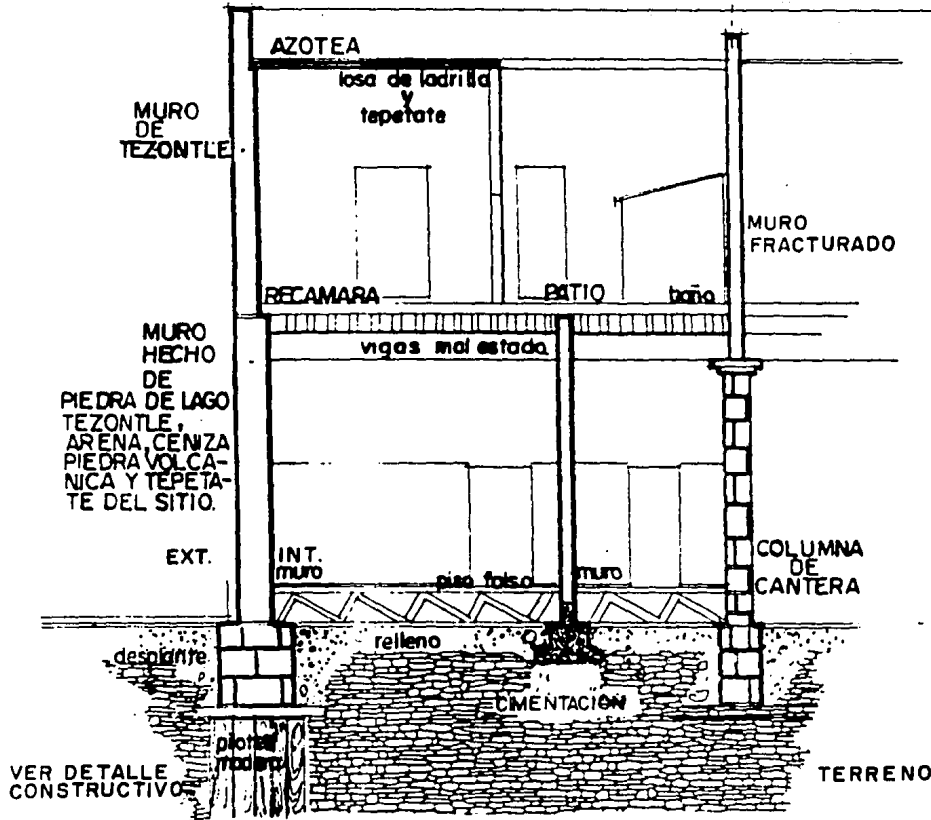 AZOTEA
losa de ladrillo
y
tepetate
MURO
DE
TEZONTLE
MURO
FRACTURADO
RECAMARA
PATIO
baño
vigas mal estado
MURO
HECHO
DE
PIEDRA DE LAGO
TEZONTLE,
ARENA, CENIZA
PIEDRA VOLCA-
NICA Y TEPETA-
TE DEL SITIO.
EXT.
INT.
muro
piso falso
muro
COLUMNA
DE
CANTERA
desplante
relleno
CIMENTACION
pilotes
madera
VER DETALLE
CONSTRUCTIVO
TERRENO